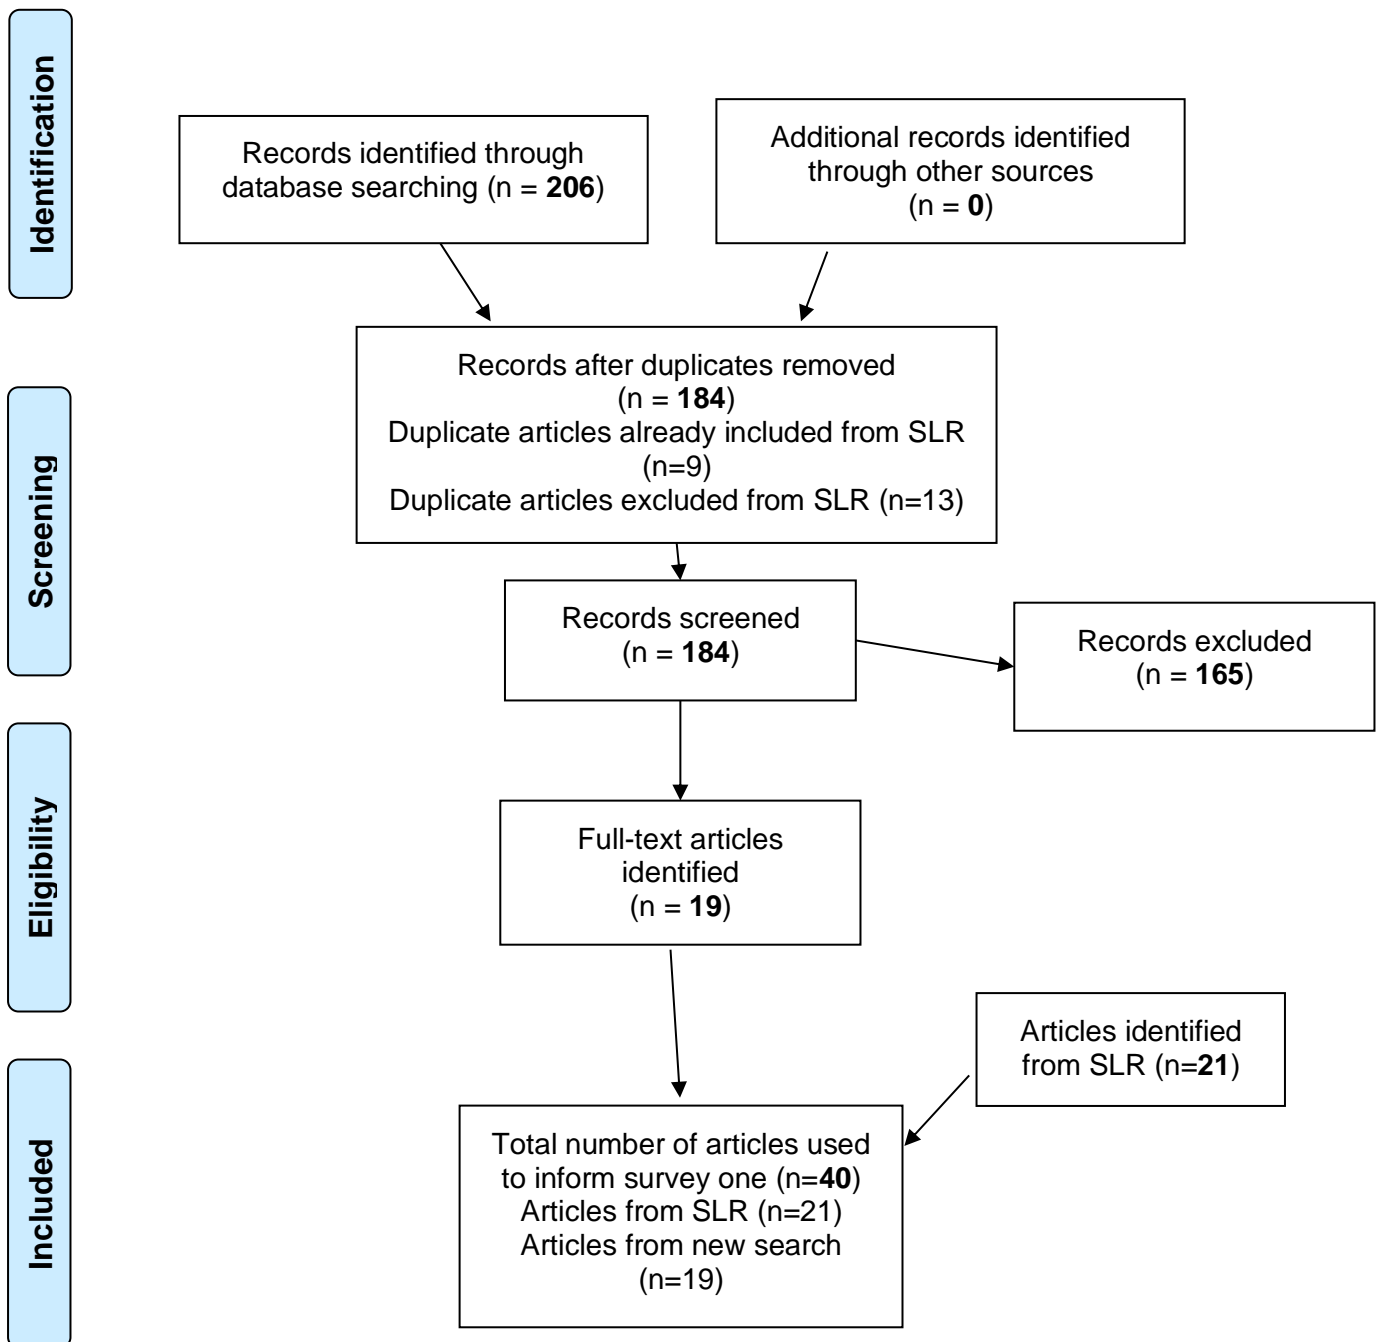 Identification
Records identified through
database searching (n = 206)
Additional records identified
through other sources
(n = 0)
Records after duplicates removed
(n = 184)
Duplicate articles already included from SLR
(n=9)
Duplicate articles excluded from SLR (n=13)
Screening
Records screened
(n = 184)
Records excluded
(n = 165)
Eligibility
Full-text articles
identified
(n = 19)
Articles identified
from SLR (n=21)
Included
Total number of articles used
to inform survey one (n=40)
Articles from SLR (n=21)
Articles from new search
(n=19)